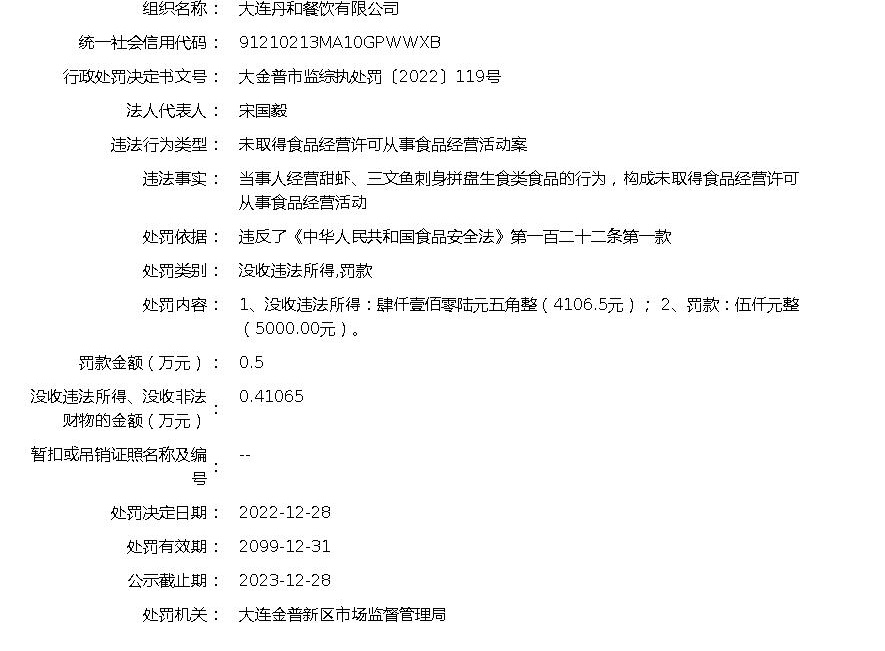 组织名称： 大连丹和餐饮有限公司
统一社会信用代码： 91210213MA10GPWWXB
行政处罚决定书文号： 大金普市监综执处罚〔2022〕119号
法人代表人： 宋国毅
违法行为类型： 未取得食品经营许可从事食品经营活动案
违法事实： 当事人经营甜虾、三文鱼刺身拼盘生食类食品的行为，构成未取得食品经营许可
从事食品经营活动
处罚依据： 违反了《中华人民共和国食品安全法》第一百二十二条第一款
处罚类别： 没收违法所得,罚款
处罚内容： 1、没收违法所得：肆仟壹佰零陆元五角整（4106.5元）； 2、罚款：伍仟元整
（5000.00元）。
罚款金额（万元）： 0.5
没收违法所得、没收非法
财物的金额（万元）： 0.41065
暂扣或吊销证照名称及编
号： --
处罚决定日期： 2022-12-28
处罚有效期： 2099-12-31
公示截止期： 2023-12-28
处罚机关： 大连金普新区市场监督管理局